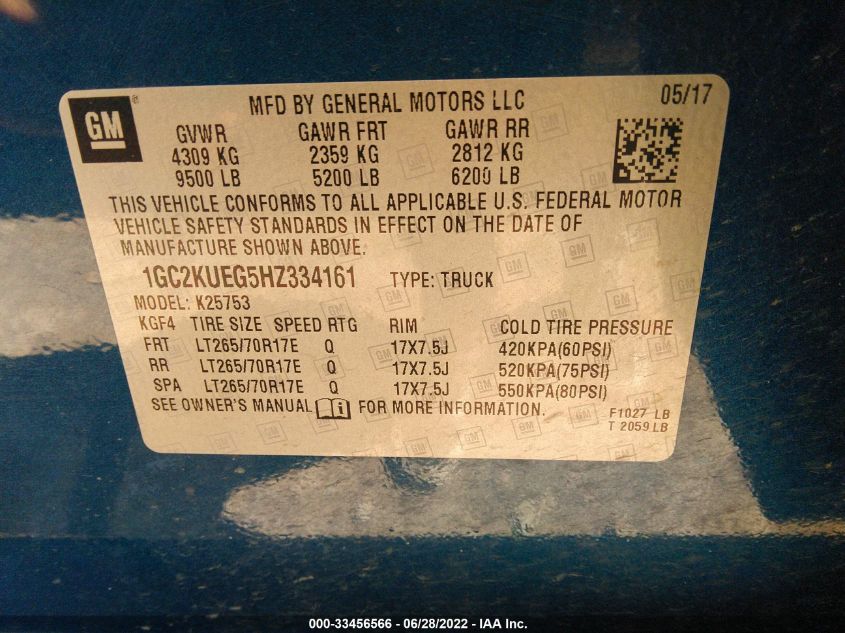 GM
®
MFD BY GENERAL MOTORS LLC 05/17
GVWR GAWR FRT GAWR RR
4309 KG 2359 KG 2812 KG
9500 LB 5200 LB 6200 LB
THIS VEHICLE CONFORMS TO ALL APPLICABLE U.S. FEDERAL MOTOR
VEHICLE SAFETY STANDARDS IN EFFECT ON THE DATE OF
MANUFACTURE SHOWN ABOVE.
1GC2KUEG5HZ334161 TYPE: TRUCK
MODEL: K25753
KGF4 TIRE SIZE SPEED RTG RIM COLD TIRE PRESSURE
FRT LT265/70R17E Q 17X7.5J 420KPA(60PSI)
RR LT265/70R17E Q 17X7.5J 520KPA(75PSI)
SPA LT265/70R17E Q 17X7.5J 550KPA(80PSI)
SEE OWNER'S MANUAL FOR MORE INFORMATION.
F1027 LB
T 2059 LB
000-33456566 - 06/28/2022 - IAA Inc.